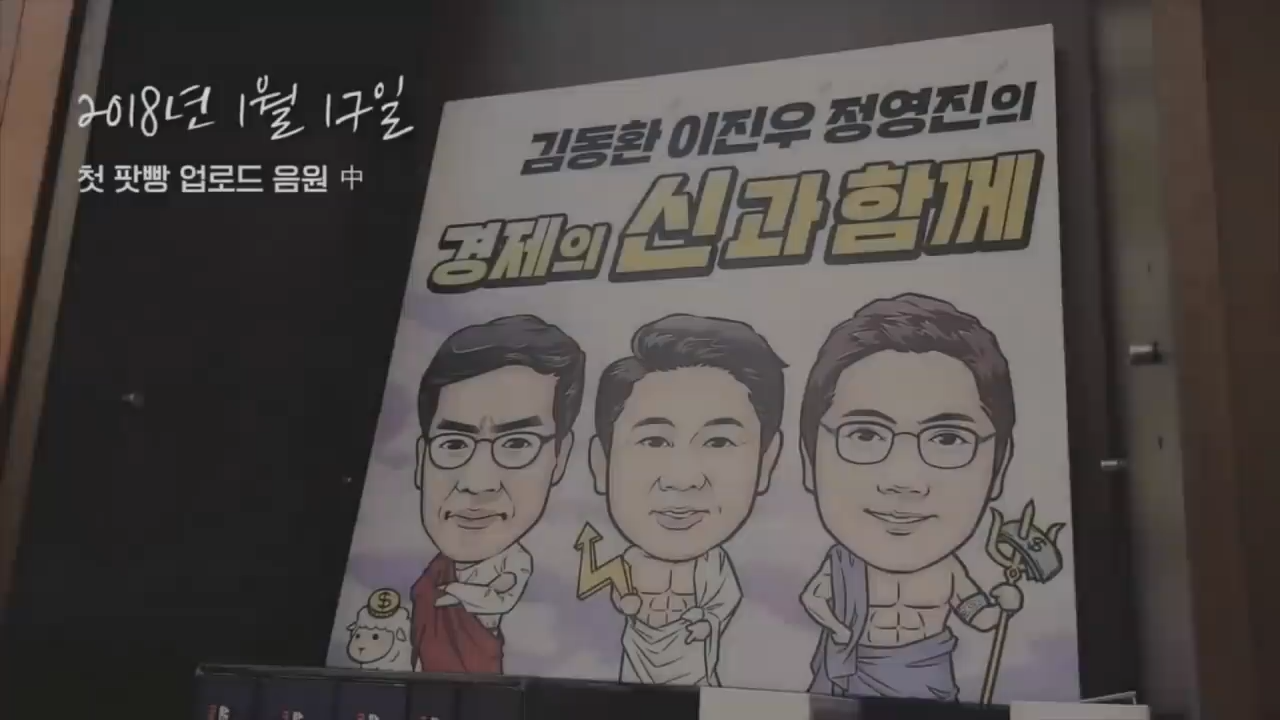 2018년 1월 17일
첫 팟빵 업로드 음원 中
김동환 이진우 정영진의
경제의 신과 함께
$
$